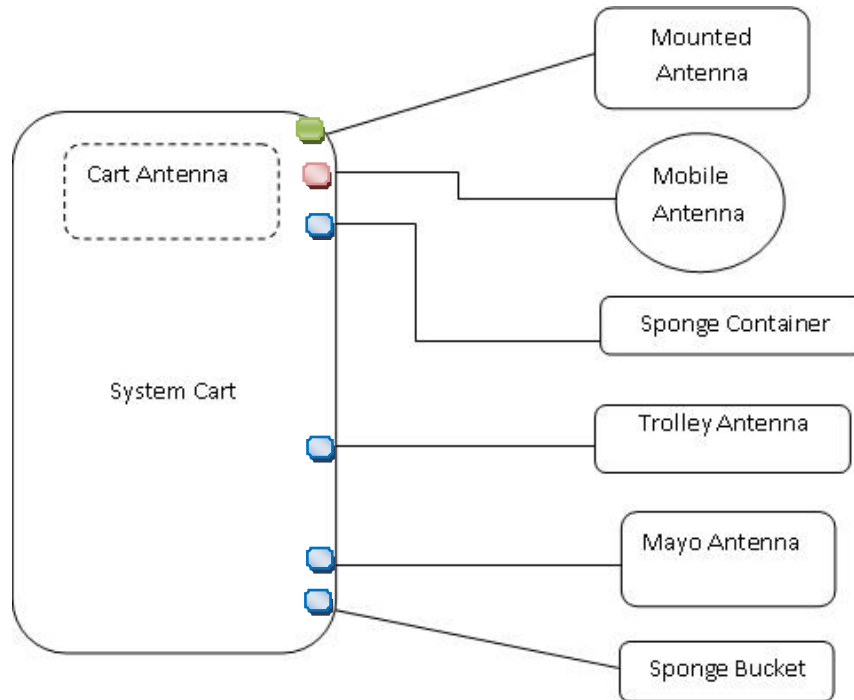 Mounted
Antenna
Cart Antenna
Mobile
Antenna
Sponge Container
System Cart
Trolley Antenna
Mayo Antenna
Sponge Bucket